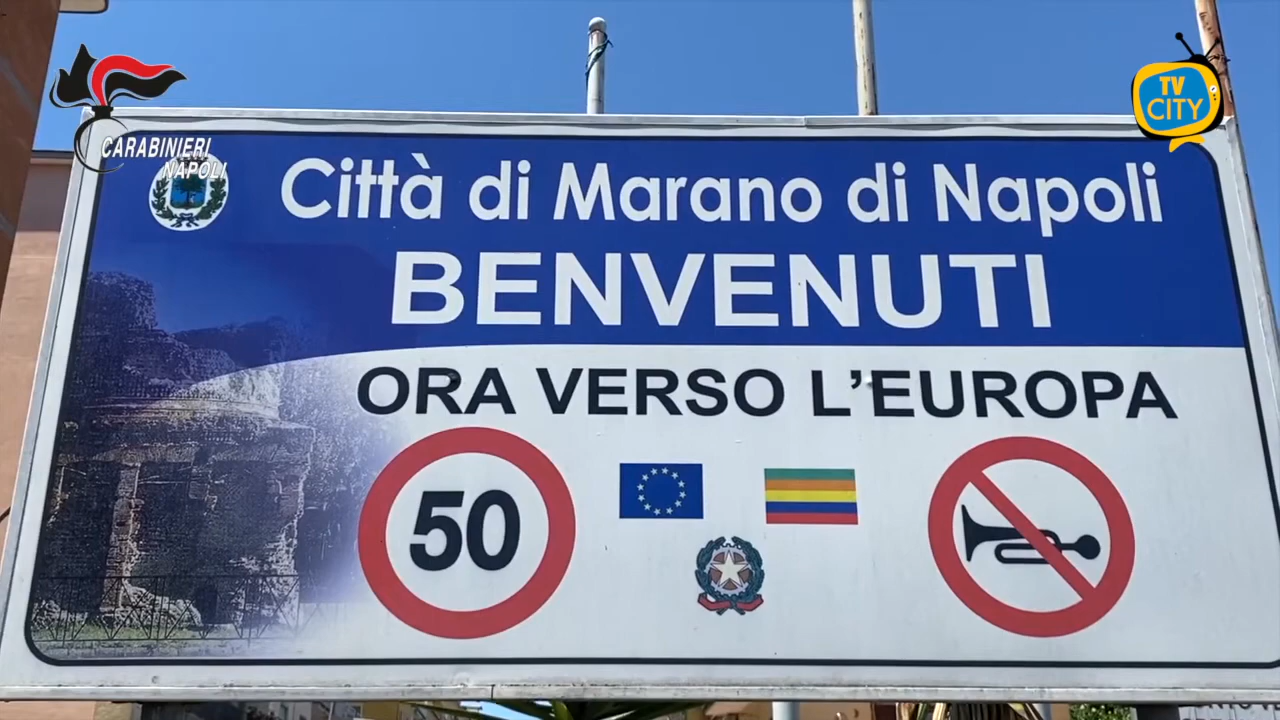 CARABINIERI
NAPOLI
TV
CITY
Città di Marano di Napoli
BENVENUTI
ORA VERSO L'EUROPA
50